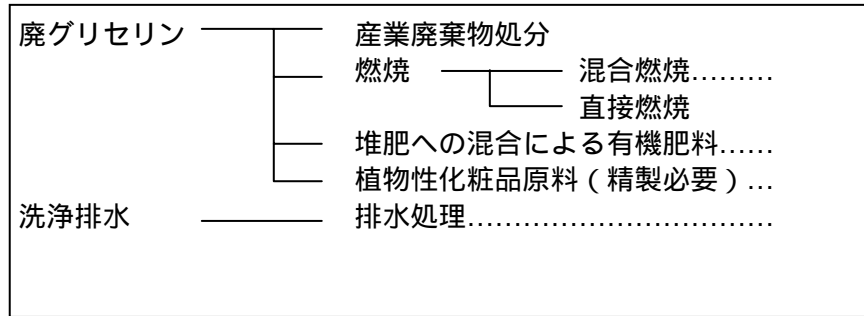 廃グリセリン 産業廃棄物処分
燃焼 混合燃焼………
直接燃焼
堆肥への混合による有機肥料……
植物性化粧品原料（精製必要）…
洗浄排水 排水処理……………………………